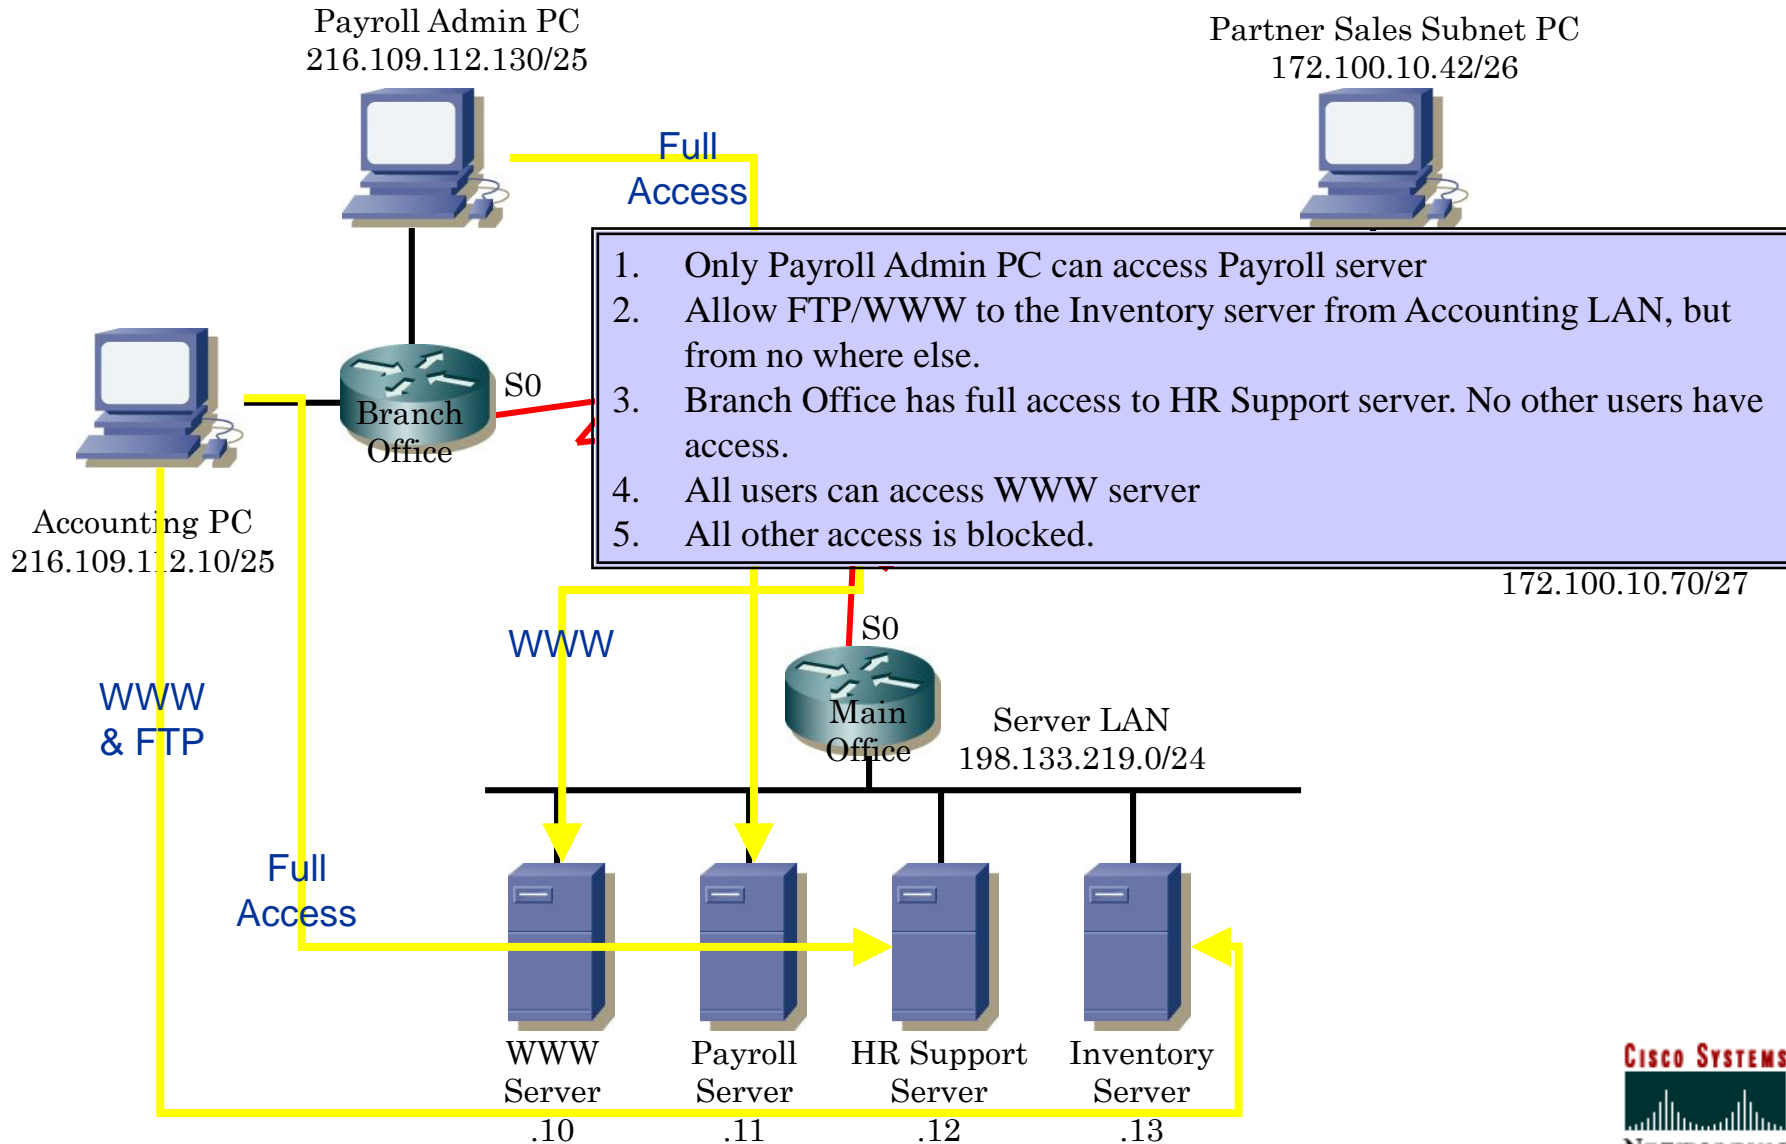 Payroll Admin PC
216.109.112.130/25
Partner Sales Subnet PC
172.100.10.42/26
Full
Access
1. Only Payroll Admin PC can access Payroll server
2. Allow FTP/WWW to the Inventory server from Accounting LAN, but
from no where else.
3. Branch Office has full access to HR Support server. No other users have
access.
4. All users can access WWW server
5. All other access is blocked.
S0
Branch
Office
Accounting PC
216.109.112.10/25
172.100.10.70/27
S0
WWW
WWW
& FTP
Main
Office
Server LAN
198.133.219.0/24
Full
Access
WWW
Server
.10
Payroll
Server
.11
HR Support
Server
.12
Inventory
Server
.13
CISCO SYSTEMS